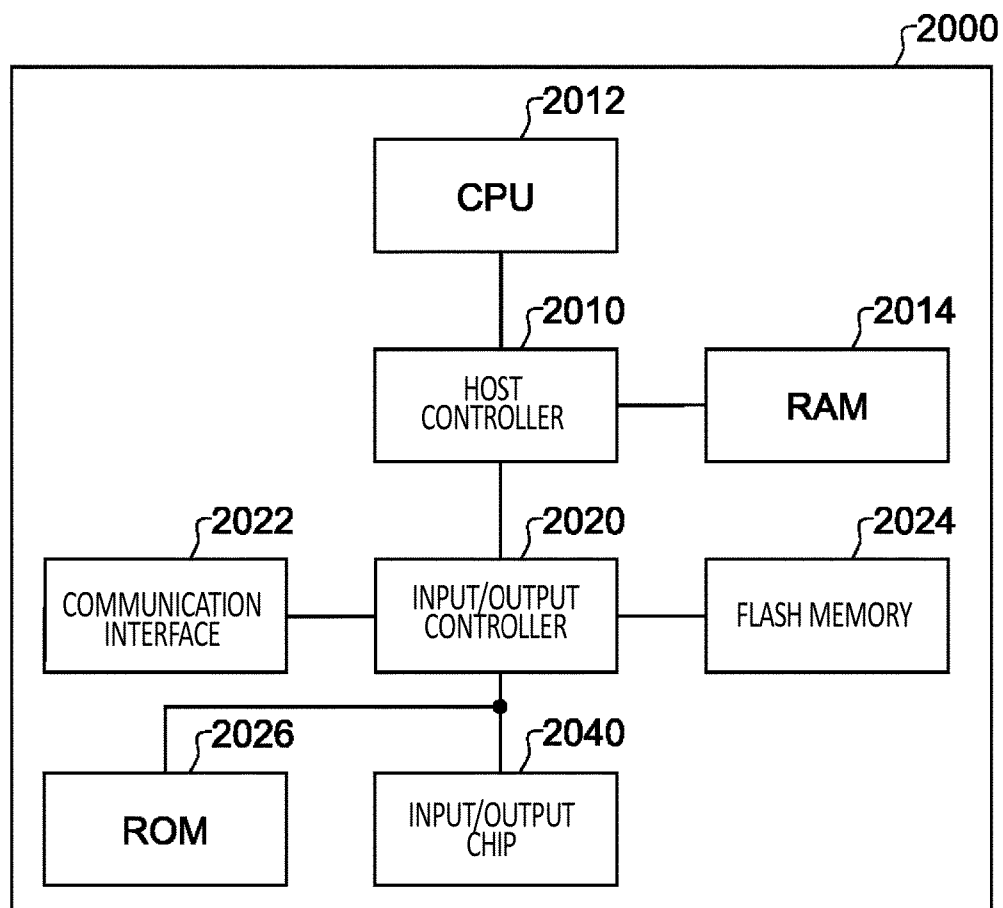 2000
2012
CPU
2010
2014
HOST
CONTROLLER
RAM
2022
2020
2024
COMMUNICATION
INTERFACE
INPUT/OUTPUT
CONTROLLER
FLASH MEMORY
2026
2040
ROM
INPUT/OUTPUT
CHIP